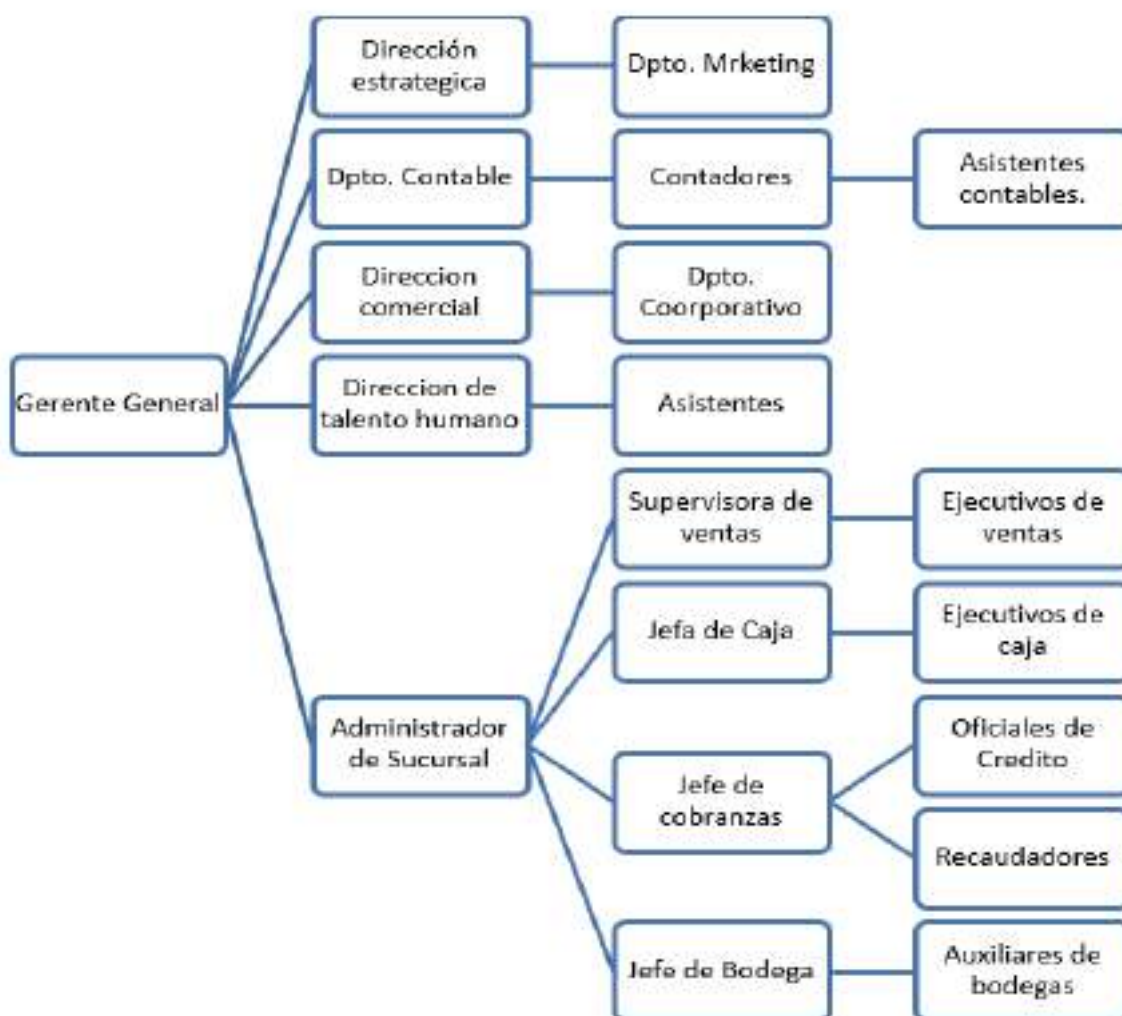 Dirección
estrategica
Dpto. Mrketing
Dpto. Contable
Contadores
Asistentes
contables.
Direccion
comercial
Dpto.
Coorporativo
Gerente General
Direccion de
talento humano
Asistentes
Supervisora de
ventas
Ejecutivos de
ventas
Jefa de Caja
Ejecutivos de
caja
Administrador
de Sucursal
Jefe de
cobranzas
Oficiales de
Credito
Recaudadores
Jefe de Bodega
Auxiliares de
bodegas